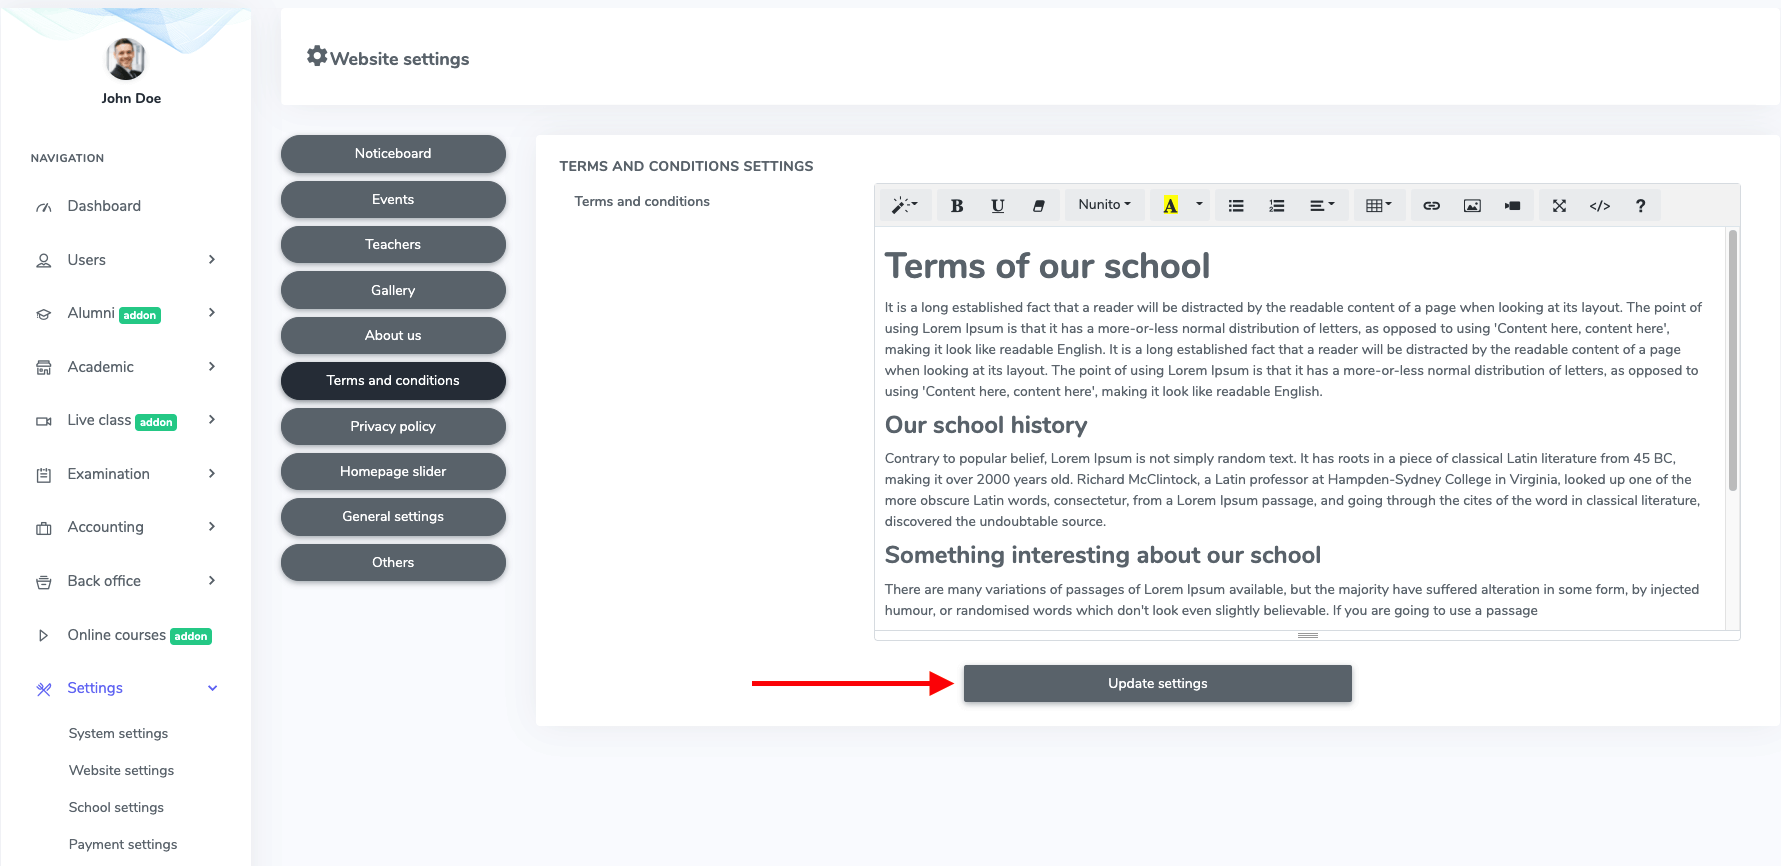 John Doe
NAVIGATION
Dashboard
Users
Alumni addon
Academic
Live class addon
Examination
Accounting
Back office
Online courses addon
Settings
System settings
Website settings
School settings
Payment settings
Website settings
Noticeboard
Events
Teachers
Gallery
About us
Terms and conditions
Privacy policy
Homepage slider
General settings
Others
TERMS AND CONDITIONS SETTINGS
Terms and conditions
B U Nunito A </> ?
Terms of our school
It is a long established fact that a reader will be distracted by the readable content of a page when looking at its layout. The point of
using Lorem Ipsum is that it has a more-or-less normal distribution of letters, as opposed to using 'Content here, content here',
making it look like readable English. It is a long established fact that a reader will be distracted by the readable content of a page
when looking at its layout. The point of using Lorem Ipsum is that it has a more-or-less normal distribution of letters, as opposed to
using 'Content here, content here', making it look like readable English.
Our school history
Contrary to popular belief, Lorem Ipsum is not simply random text. It has roots in a piece of classical Latin literature from 45 BC,
making it over 2000 years old. Richard McClintock, a Latin professor at Hampden-Sydney College in Virginia, looked up one of the
more obscure Latin words, consectetur, from a Lorem Ipsum passage, and going through the cites of the word in classical literature,
discovered the undoubtable source.
Something interesting about our school
There are many variations of passages of Lorem Ipsum available, but the majority have suffered alteration in some form, by injected
humour, or randomised words which don't look even slightly believable. If you are going to use a passage
Update settings